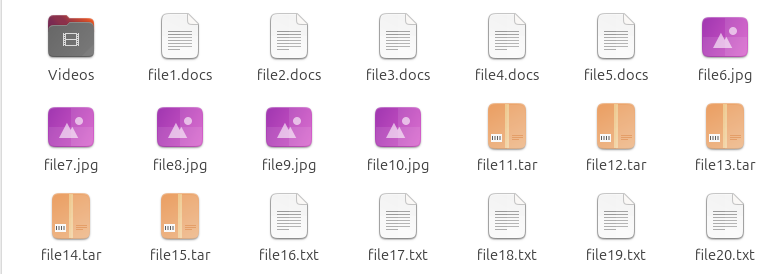 Videos file1.docs file2.docs file3.docs file4.docs file5.docs file6.jpg
file7.jpg file8.jpg file9.jpg file10.jpg file11.tar file12.tar file13.tar
file14.tar file15.tar file16.txt file17.txt file18.txt file19.txt file20.txt